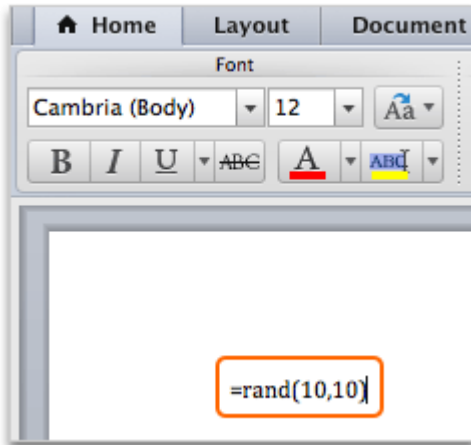 Home Layout Document
Font
Cambria (Body) 12 Aa
B I U ABC A ABC
=rand(10,10)